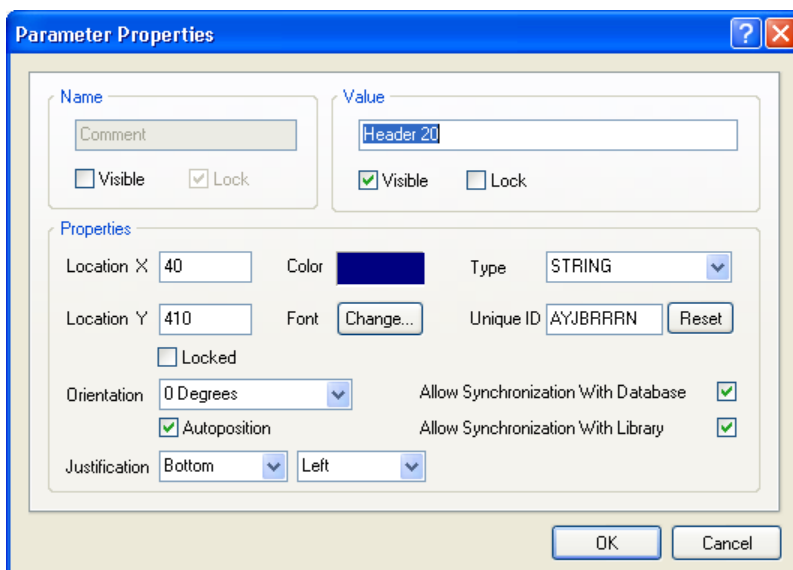 Parameter Properties
Name
Value
Comment
Header 20
Visible Lock
Visible Lock
Properties
Location X 40 Color Type STRING
Location Y 410 Font Change... Unique ID AYJBRRRN Reset
Locked
Orientation 0 Degrees Allow Synchronization With Database
Autoposition Allow Synchronization With Library
Justification Bottom Left
OK Cancel